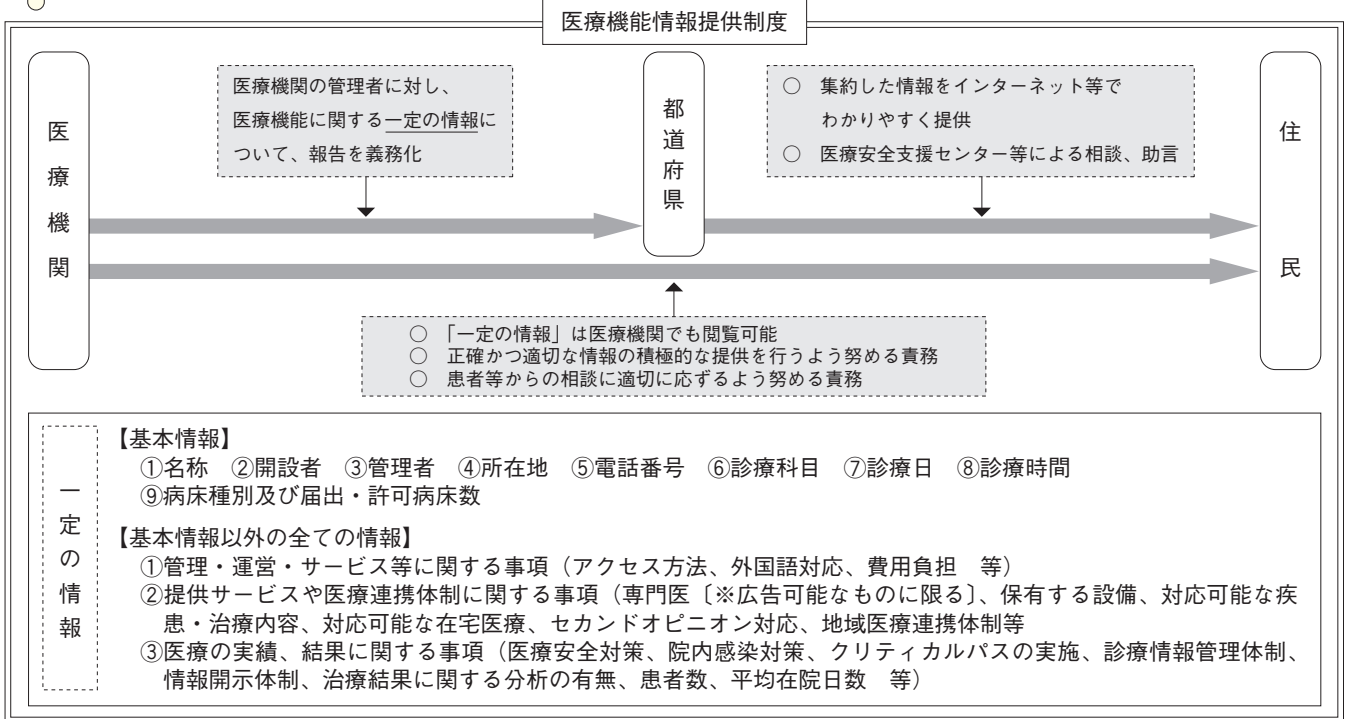 医療機能情報提供制度
医療機関
医療機関の管理者に対し、
医療機能に関する一定の情報に
ついて、報告を義務化
都道府県
○ 集約した情報をインターネット等で
わかりやすく提供
○ 医療安全支援センター等による相談、助言
住民
○ 「一定の情報」は医療機関でも閲覧可能
○ 正確かつ適切な情報の積極的な提供を行うよう努める責務
○ 患者等からの相談に適切に応ずるよう努める責務
一定の情報
【基本情報】
①名称 ②開設者 ③管理者 ④所在地 ⑤電話番号 ⑥診療科目 ⑦診療日 ⑧診療時間
⑨病床種別及び届出・許可病床数
【基本情報以外の全ての情報】
①管理・運営・サービス等に関する事項（アクセス方法、外国語対応、費用負担 等）
②提供サービスや医療連携体制に関する事項（専門医〔※広告可能なものに限る〕、保有する設備、対応可能な疾
患・治療内容、対応可能な在宅医療、セカンドオピニオン対応、地域医療連携体制等
③医療の実績、結果に関する事項（医療安全対策、院内感染対策、クリティカルパスの実施、診療情報管理体制、
情報開示体制、治療結果に関する分析の有無、患者数、平均在院日数 等）